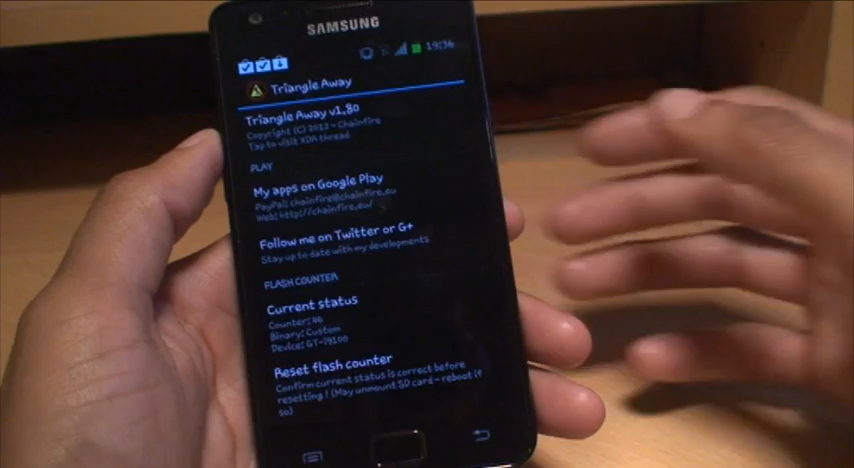 SAMSUNG
19:36
Triangle Away
Triangle Away v1.80
Copyright (C) 2012 - Chainfire
Tap to visit XDA thread
PLAY
My apps on Google Play
PayPal: chainfire@chainfire.eu
Web: http://chainfire.eu/
Follow me on Twitter or G+
Stay up to date with my developments
FLASH COUNTER
Current status
Counter: 46
Binary: Custom
Device: GT-i9100
Reset flash counter
Confirm current status is correct before
resetting! (May unmount SD card - reboot if
so)